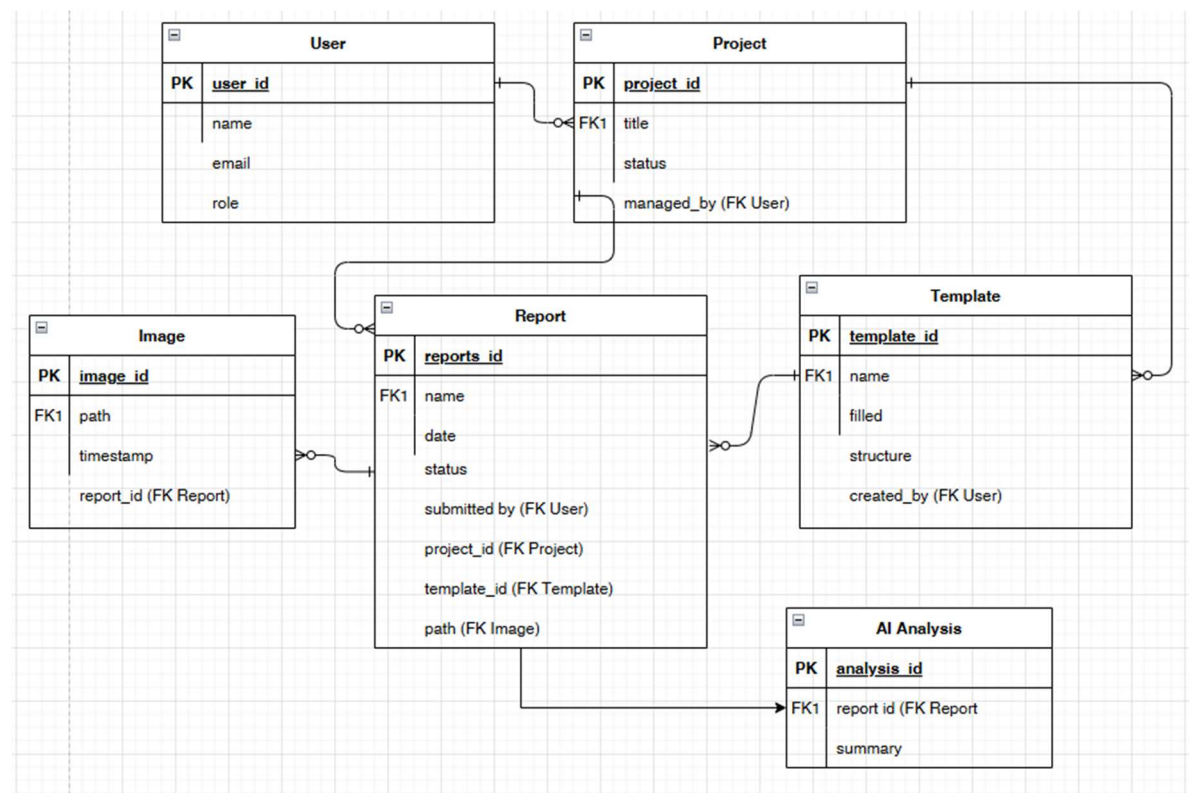 User
PK user_id
name
email
role
Project
PK project_id
FK1 title
status
managed_by (FK User)
Image
PK image_id
FK1 path
timestamp
report_id (FK Report)
Report
PK reports_id
FK1 name
date
status
submitted by (FK User)
project_id (FK Project)
template_id (FK Template)
path (FK Image)
Template
PK template_id
FK1 name
filled
structure
created_by (FK User)
AI Analysis
PK analysis_id
FK1 report id (FK Report
summary